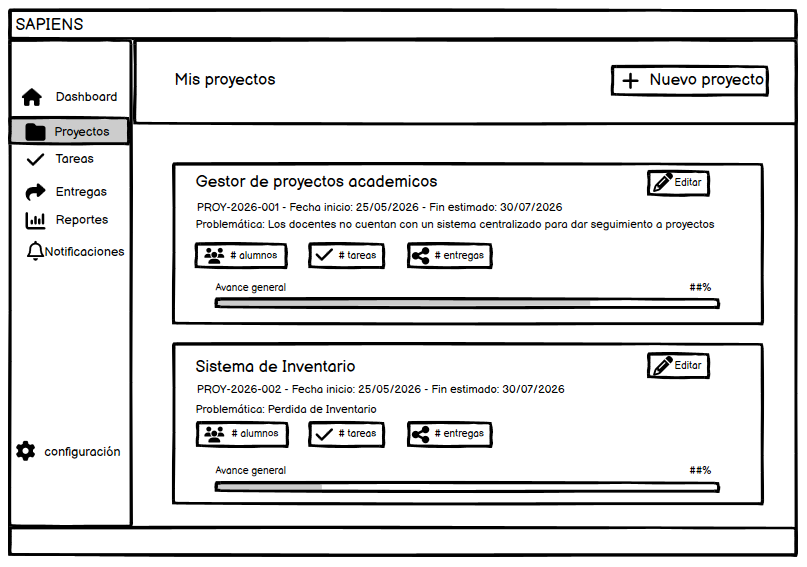 SAPIENS
Dashboard
Proyectos
Tareas
Entregas
Reportes
Notificaciones
configuración
Mis proyectos
Nuevo proyecto
Gestor de proyectos academicos
Editar
PROY-2026-001 - Fecha inicio: 25/05/2026 - Fin estimado: 30/07/2026
Problemática: Los docentes no cuentan con un sistema centralizado para dar seguimiento a proyectos
# alumnos
# tareas
# entregas
Avance general
##%
Sistema de Inventario
Editar
PROY-2026-002 - Fecha inicio: 25/05/2026 - Fin estimado: 30/07/2026
Problemática: Perdida de Inventario
# alumnos
# tareas
# entregas
Avance general
##%